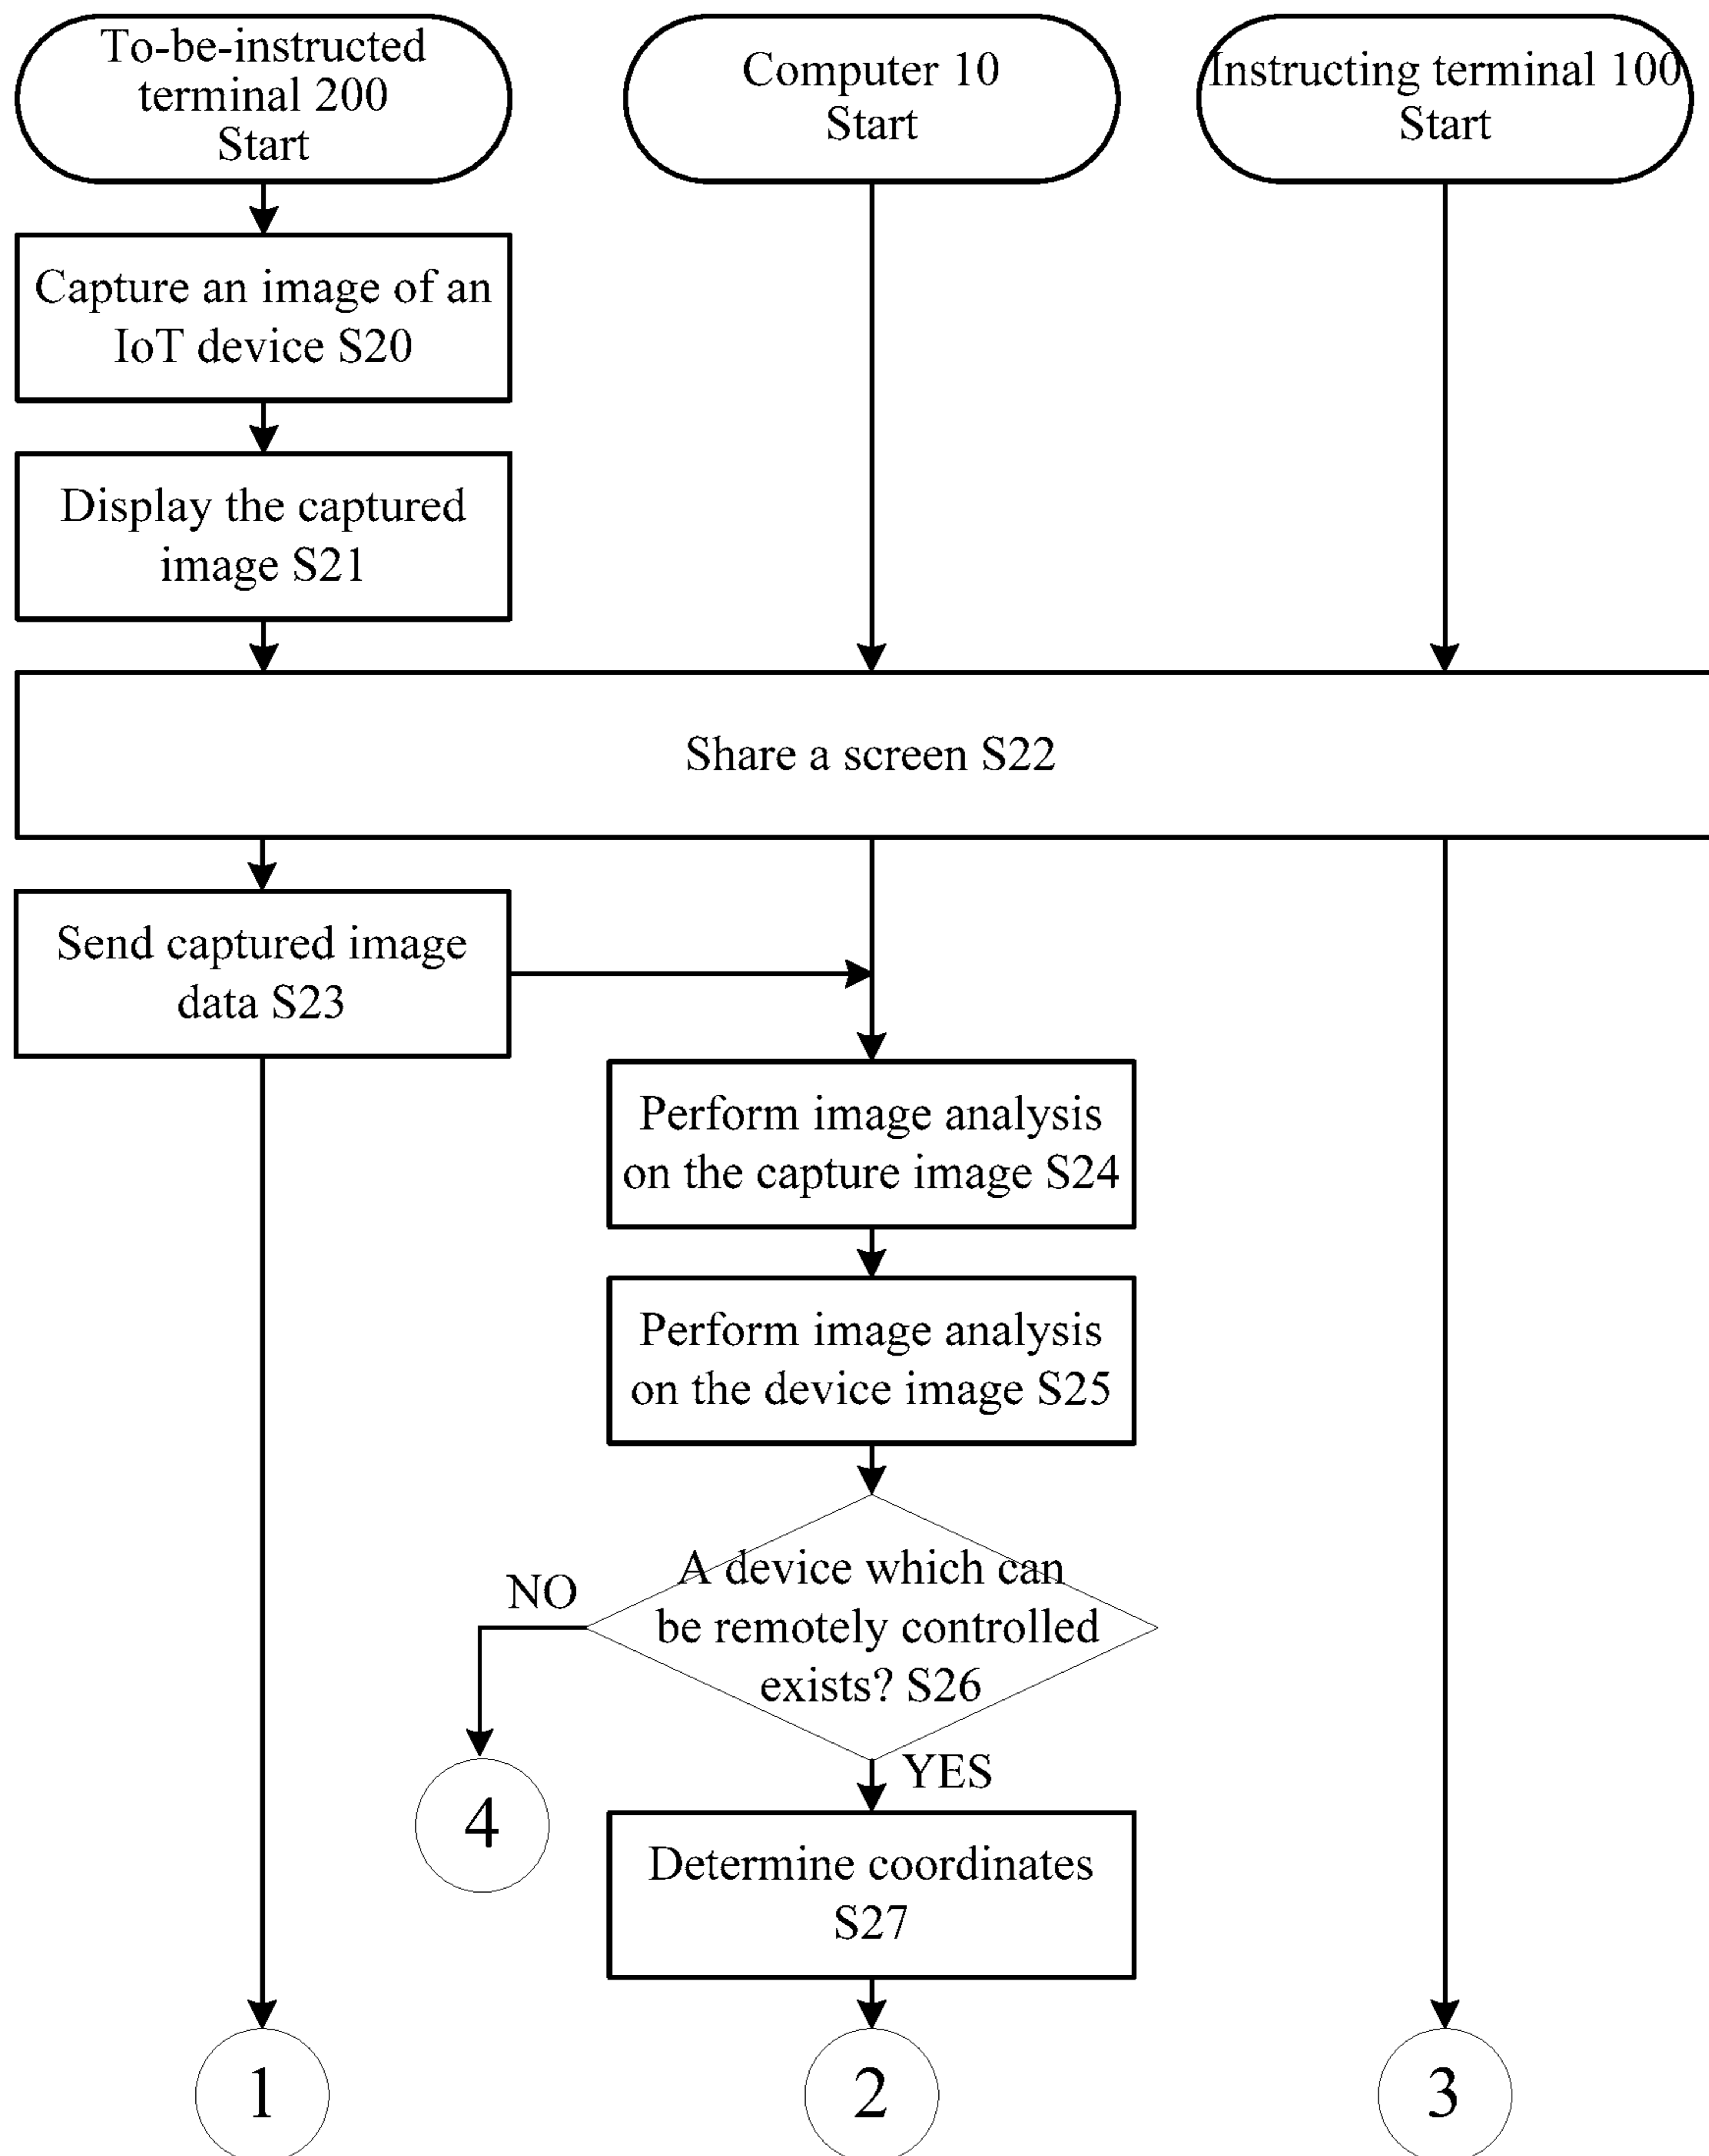 To-be-instructed
terminal 200
Start
Computer 10
Start
Instructing terminal 100
Start
Capture an image of an
IoT device S20
Display the captured
image S21
Share a screen S22
Send captured image
data S23
Perform image analysis
on the capture image S24
Perform image analysis
on the device image S25
A device which can
be remotely controlled
exists? S26
NO
YES
4
Determine coordinates
S27
1
2
3